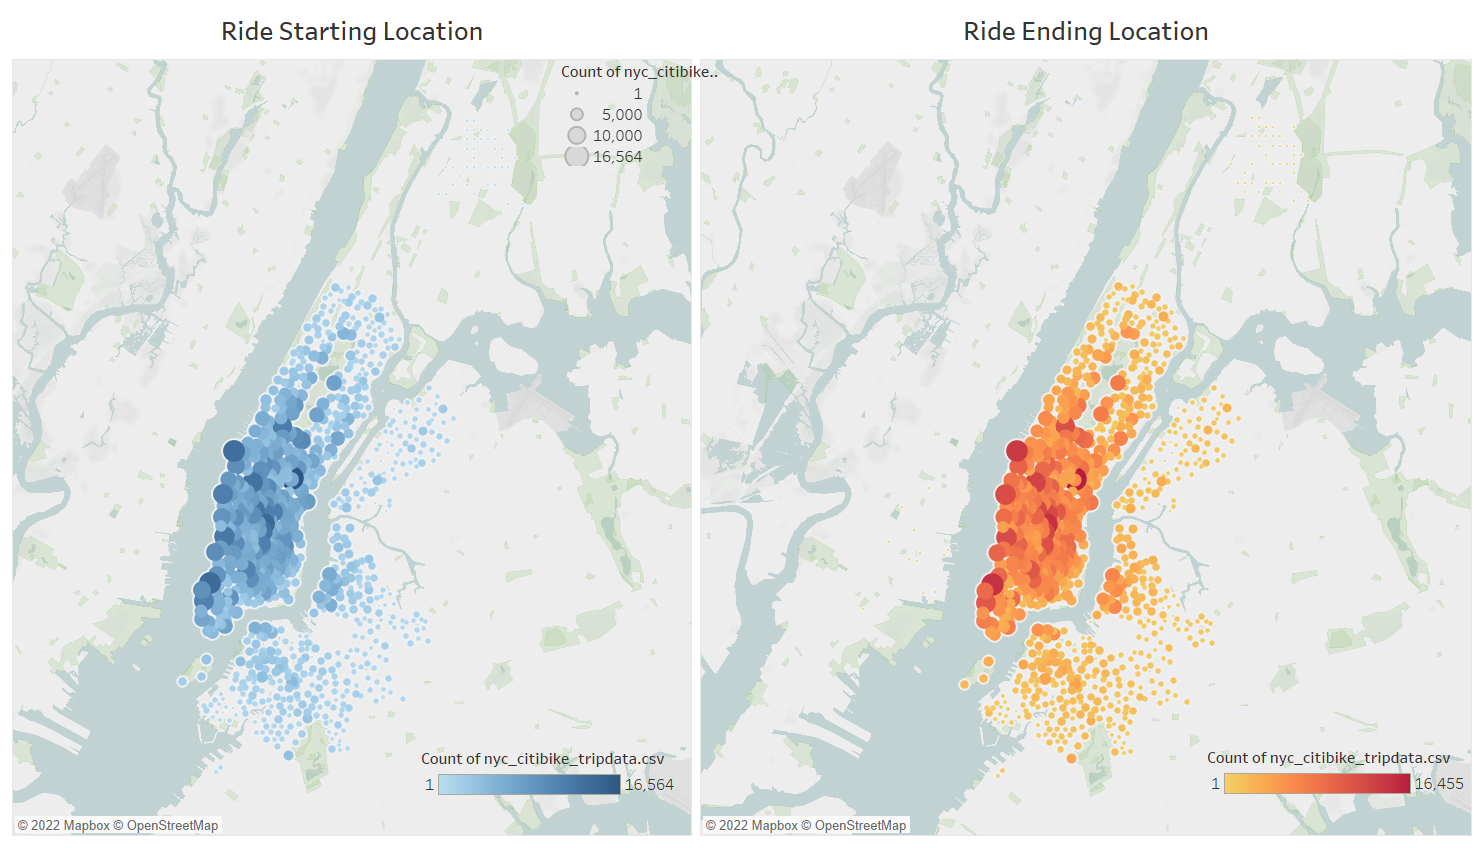 Ride Starting Location
Ride Ending Location
Count of nyc_citibike..
1
5,000
10,000
16,564
Count of nyc_citibike_tripdata.csv
1 16,564
© 2022 Mapbox © OpenStreetMap
Count of nyc_citibike_tripdata.csv
1 16,455
© 2022 Mapbox © OpenStreetMap